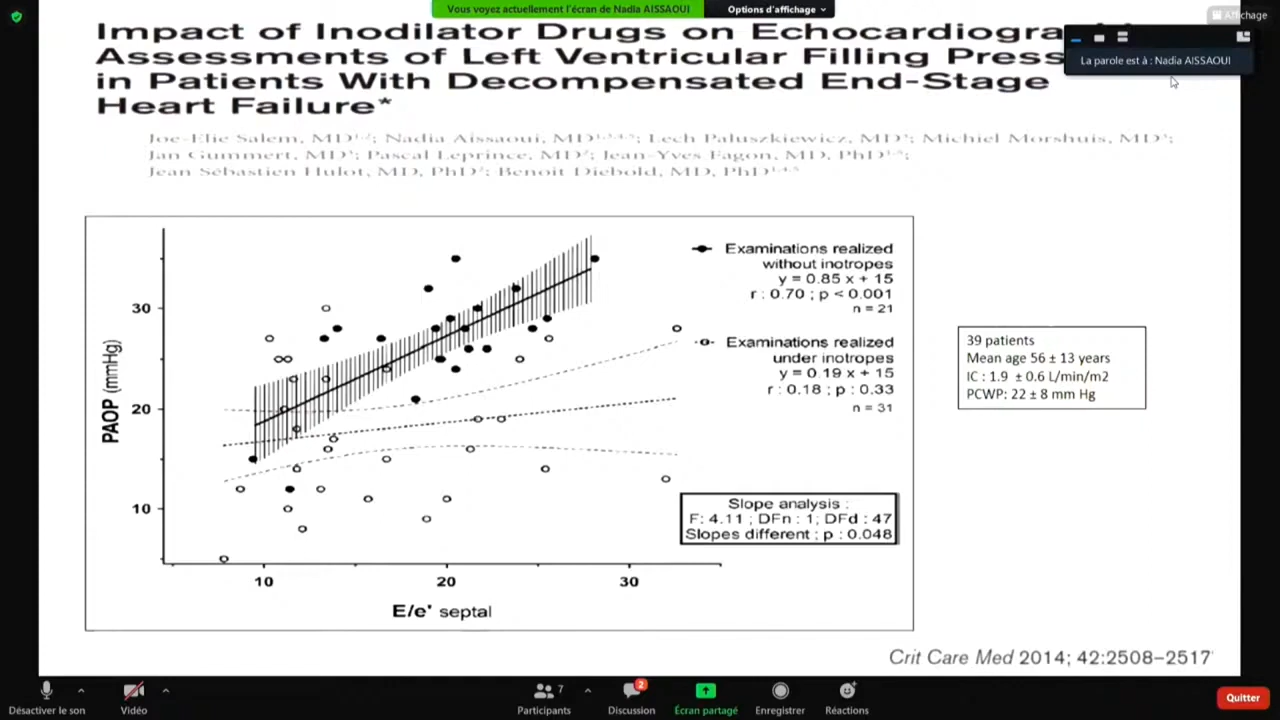 Vous voyez actuellement l'écran de Nadia AISSAOUI
Options d'affichage
Affichage
La parole est à : Nadia AISSAOUI
Impact of Inodilator Drugs on
Assessments of Left Ventricular Filling
in Patients With Decompensated End-Stage
Heart Failure*
Joe-Elie Salem, MD; Nadia Aissaoui, MD; Lech Paluszkiewicz, MD; Michiel Morshuis, MD;
Jan Gummert, MD; Pascal Leprince, MD; Jean-Yves Fagon, MD, PhD;
Jean Sébastien Hulot, MD, PhD; Benoit Diebold, MD, PhD
PAOP (mmHg)
30
20
10
10
20
30
E/e' septal
Examinations realized
without inotropes
y = 0.85 x + 15
r : 0.70 ; p < 0.001
n = 21
Examinations realized
under inotropes
y = 0.19 x + 15
r : 0.18 ; p : 0.33
n = 31
Slope analysis :
F: 4.11 ; DFn : 1; DFd : 47
Slopes different ; p : 0.048
39 patients
Mean age 56 ± 13 years
IC : 1.9 ± 0.6 L/min/m2
PCWP: 22 ± 8 mm Hg
Crit Care Med 2014; 42:2508–2517
Désactiver le son
Vidéo
7
Participants
2
Discussion
Écran partagé
Enregistrer
Réactions
Quitter